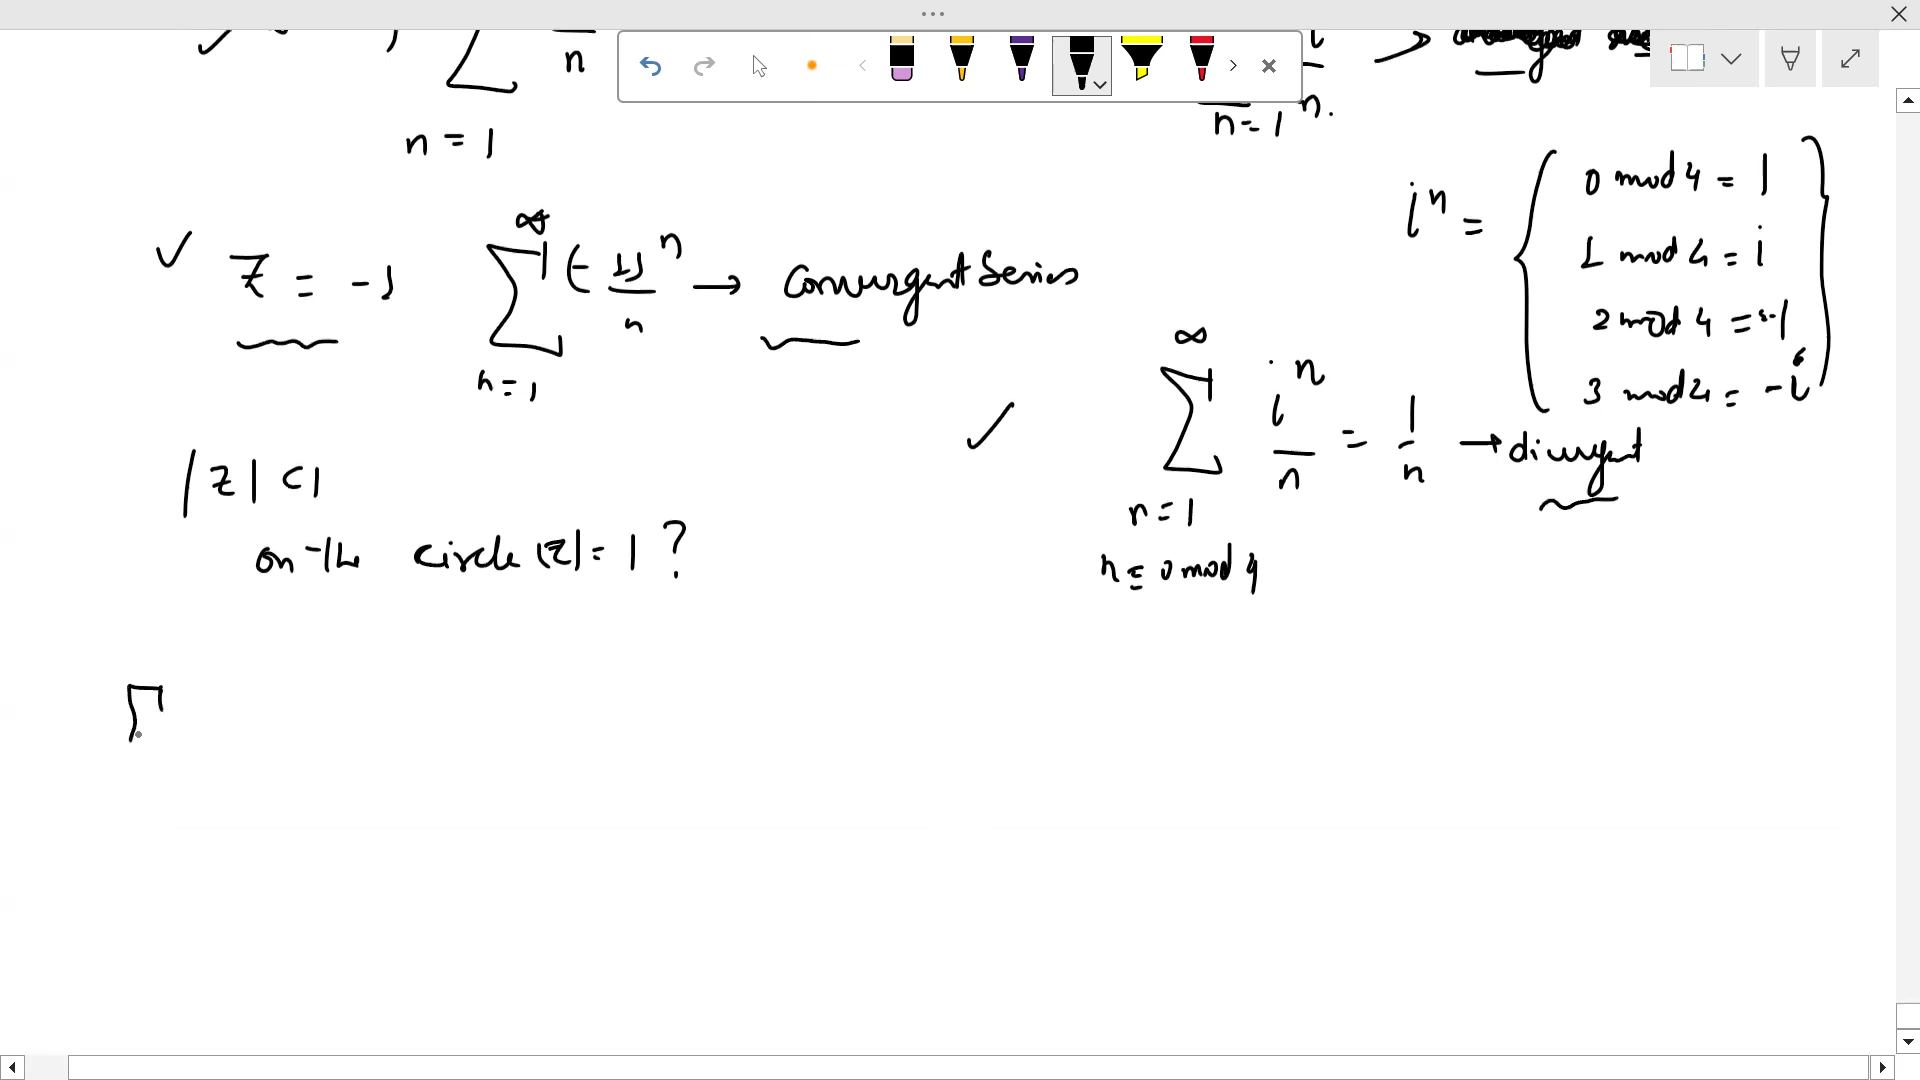 n
n = 1
n.
n = 1
i^n = { 0 mod 4 = 1
1 mod 4 = i
2 mod 4 = -1
3 mod 4 = -i }
✓ z = -1 ∑ (-1)^n / n → Convergent Series
∞
n = 1
✓ ∑ i^n / n = 1/n → divergent
∞
n = 1
n ≡ 0 mod 4
|z| < 1
on the circle |z| = 1 ?